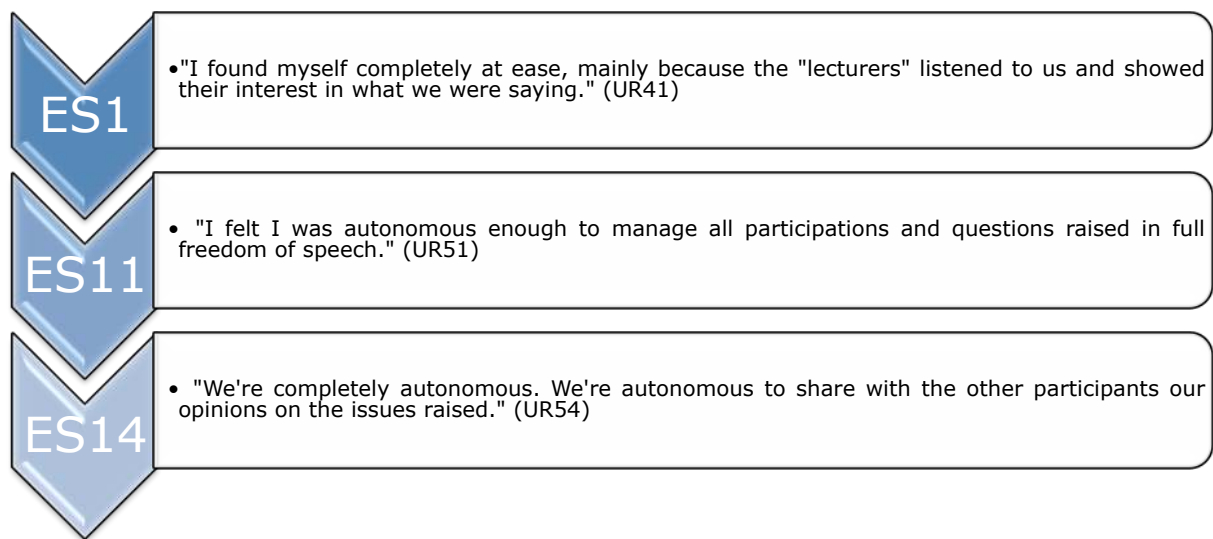 ES1
•"I found myself completely at ease, mainly because the "lecturers" listened to us and showed
their interest in what we were saying." (UR41)
ES11
• "I felt I was autonomous enough to manage all participations and questions raised in full
freedom of speech." (UR51)
ES14
• "We're completely autonomous. We're autonomous to share with the other participants our
opinions on the issues raised." (UR54)